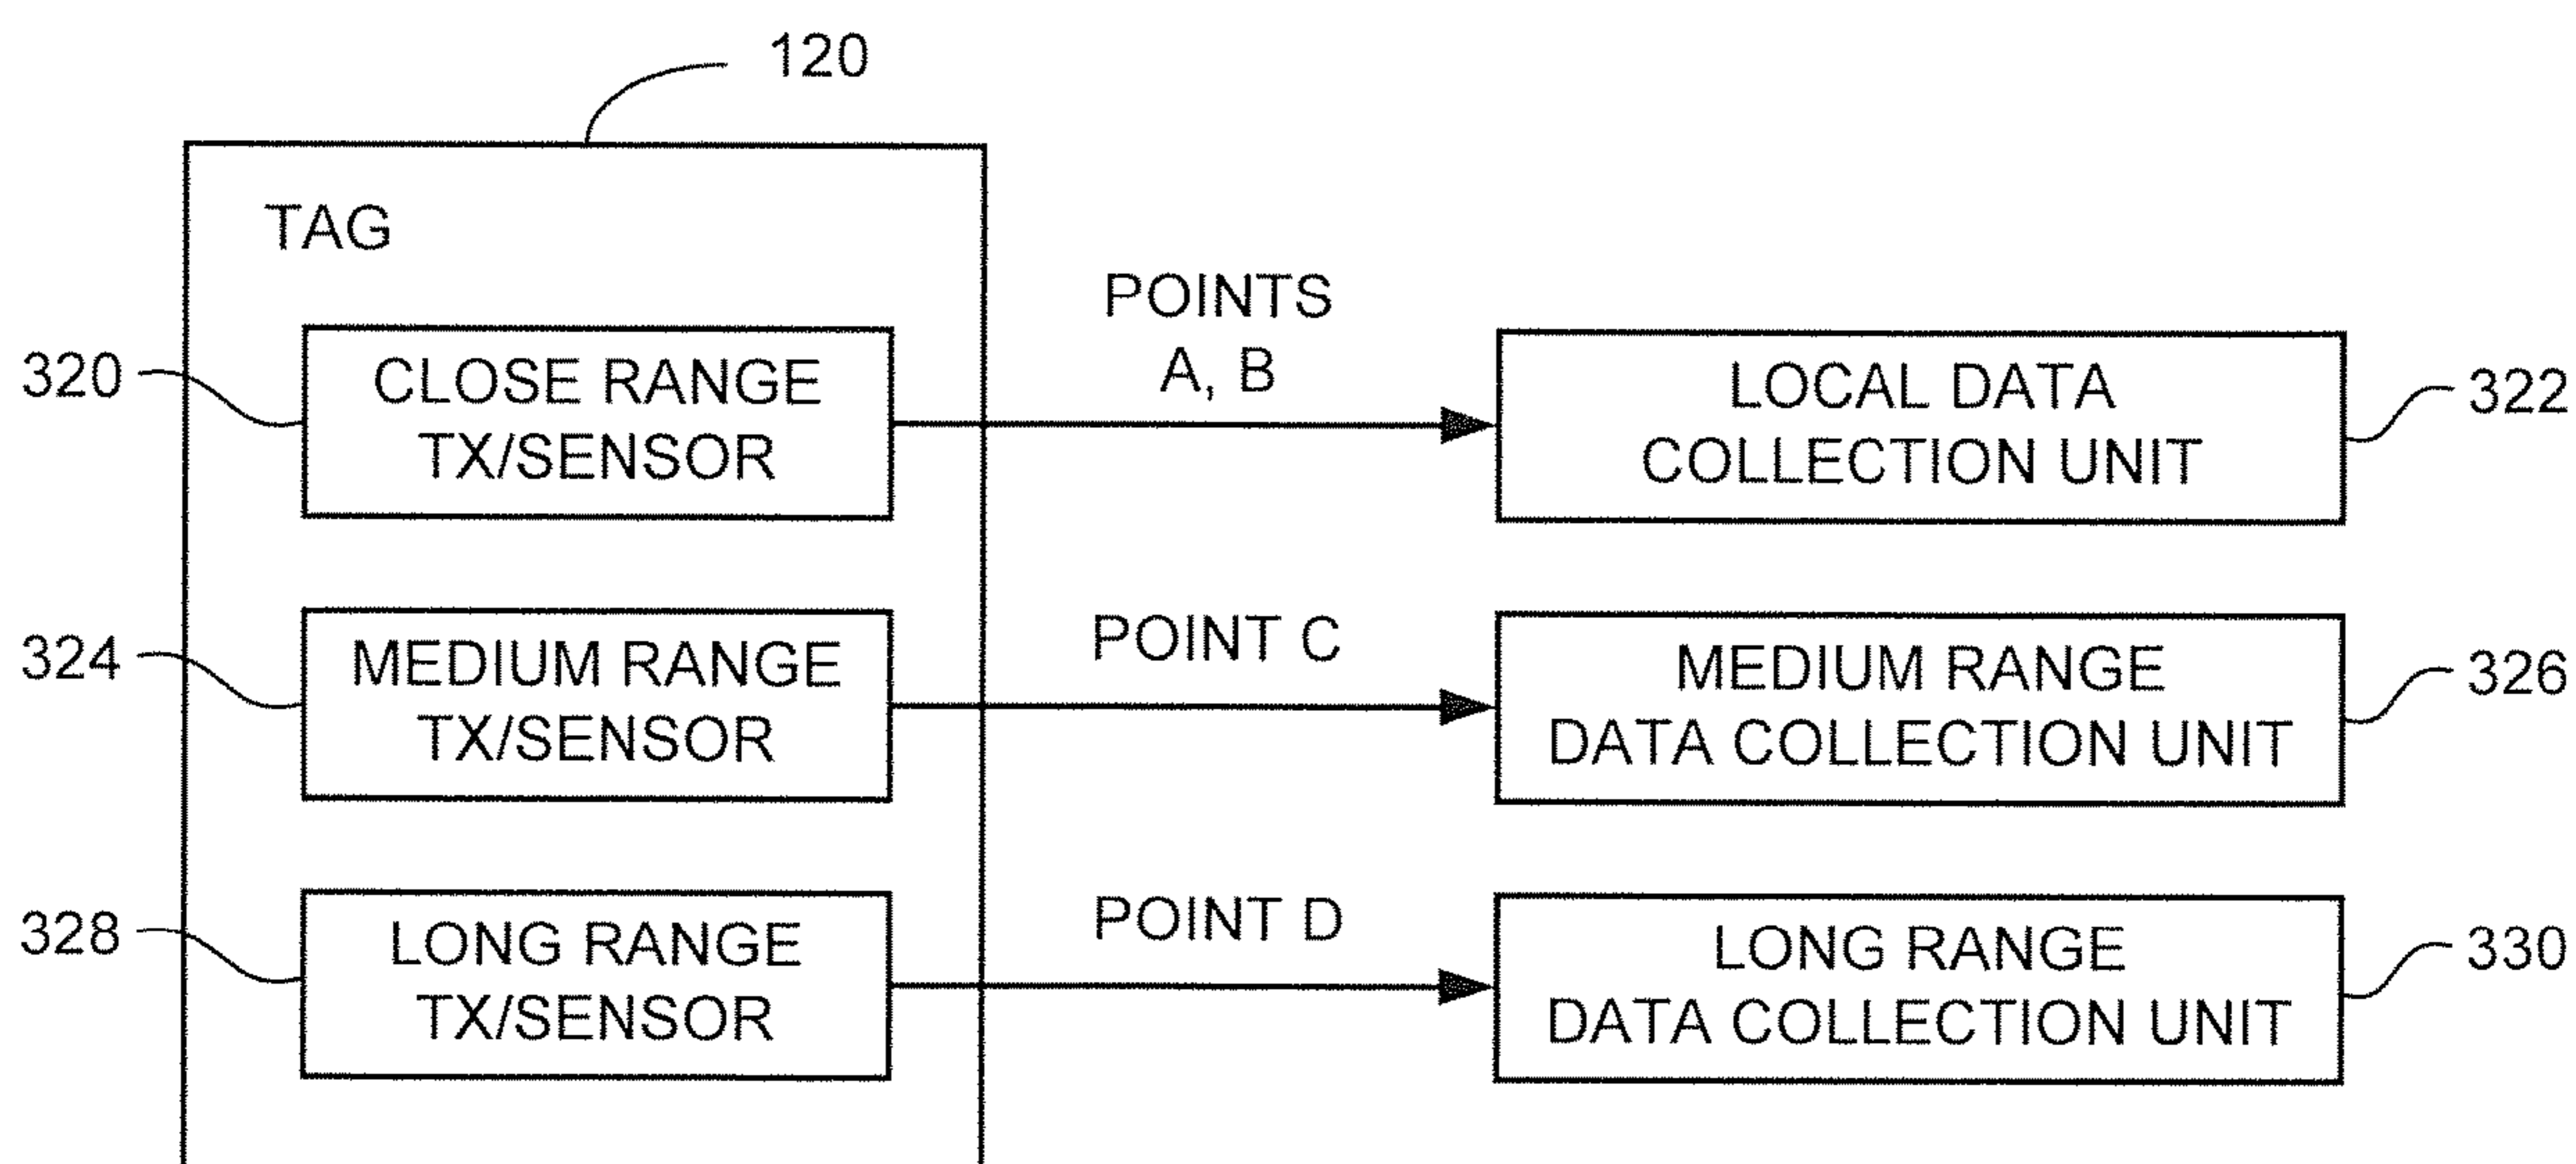 120
TAG
POINTS
A, B
320
CLOSE RANGE
TX/SENSOR
LOCAL DATA
COLLECTION UNIT
322
324
MEDIUM RANGE
TX/SENSOR
POINT C
MEDIUM RANGE
DATA COLLECTION UNIT
326
328
LONG RANGE
TX/SENSOR
POINT D
LONG RANGE
DATA COLLECTION UNIT
330